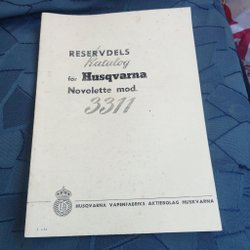 RESERVDELS
Katalog
för Husqvarna
Novolette mod.
3311
HUSQVARNA VAPENFABRIKS AKTIEBOLAG HUSKVARNA